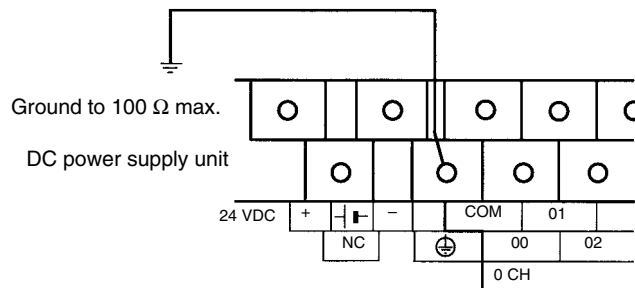 Ground to 100 Ω max.
DC power supply unit
24 VDC + − COM 01
NC 00 02
0 CH